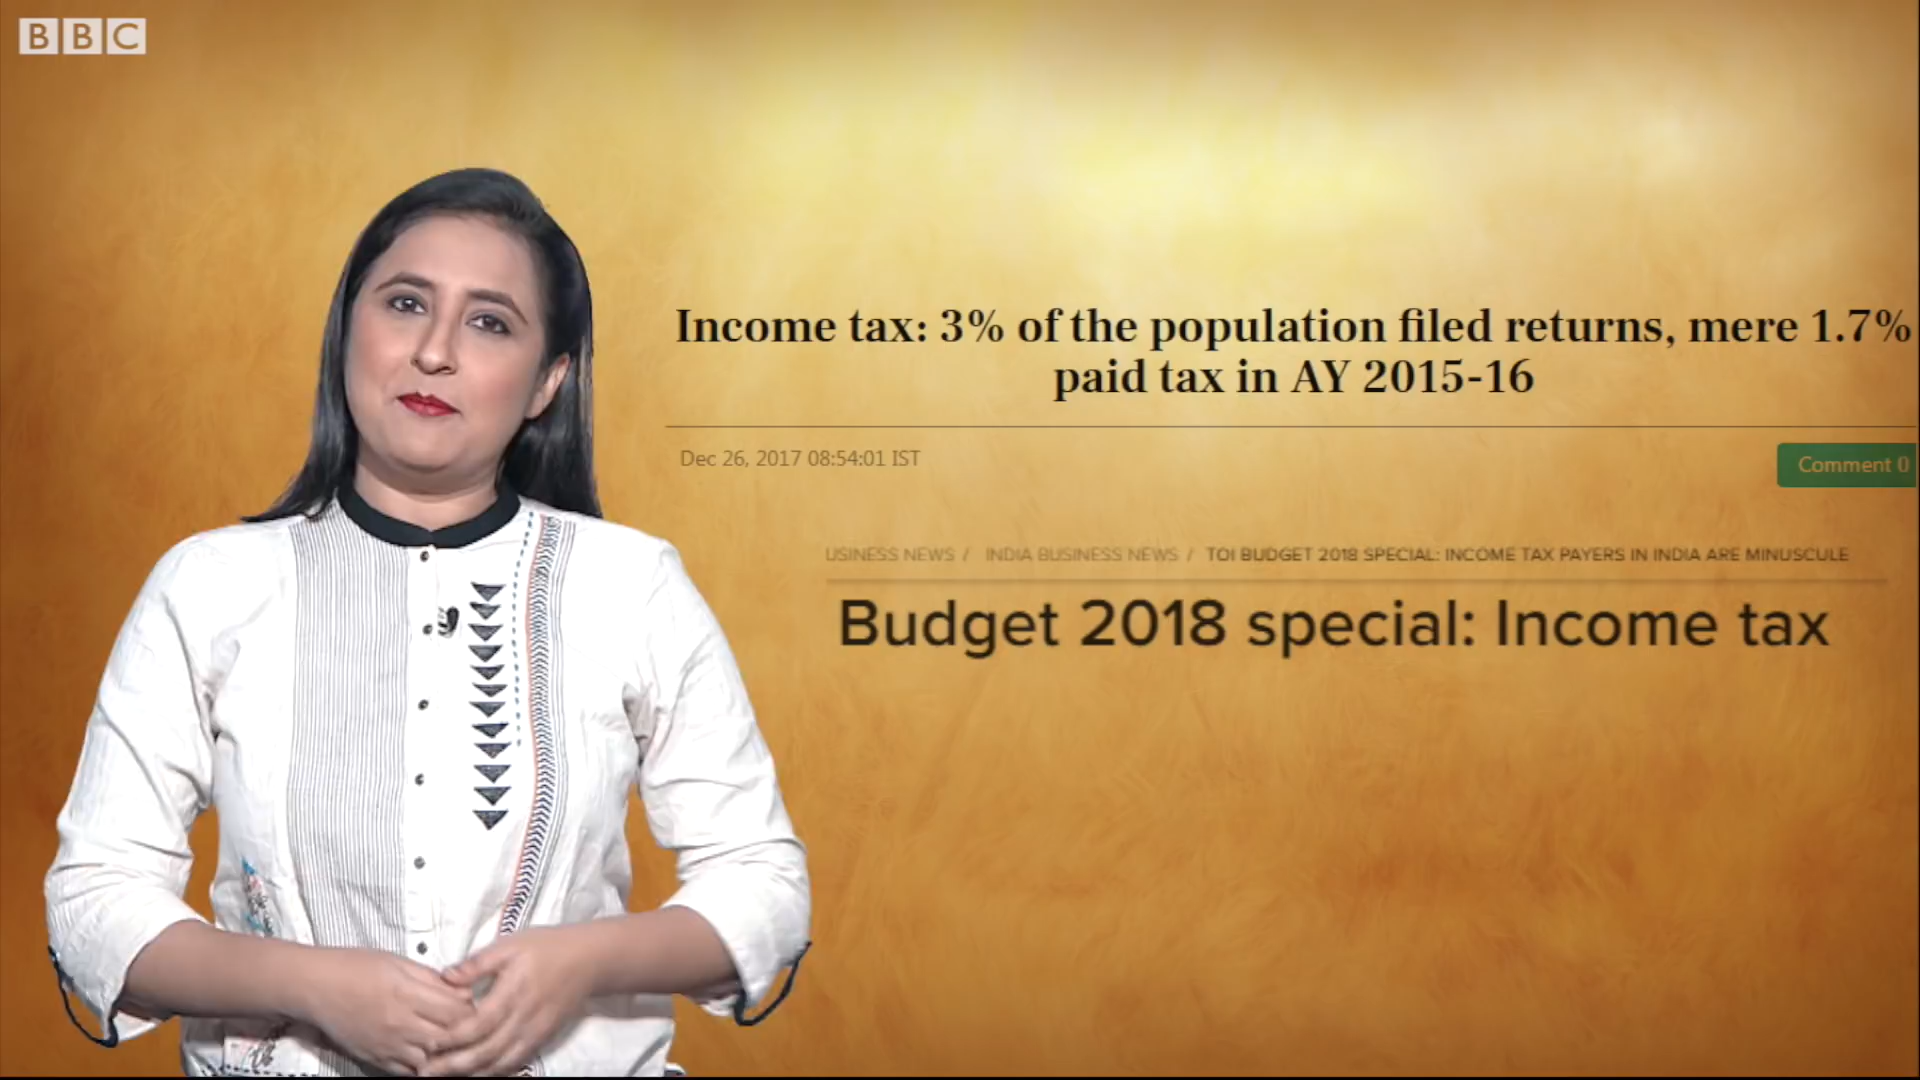 BBC
Income tax: 3% of the population filed returns, mere 1.7%
paid tax in AY 2015-16
Dec 26, 2017 08:54:01 IST
Comment 0
USINESS NEWS / INDIA BUSINESS NEWS / TOI BUDGET 2018 SPECIAL: INCOME TAX PAYERS IN INDIA ARE MINUSCULE
Budget 2018 special: Income tax